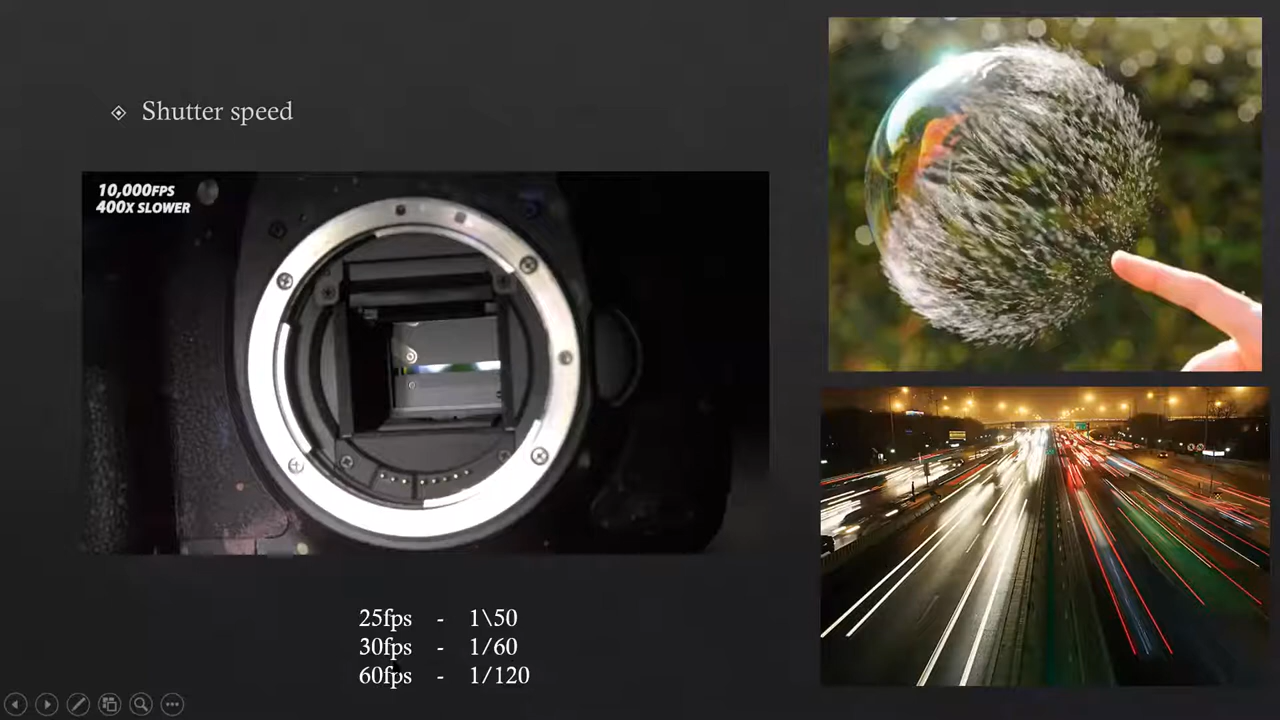 Shutter speed
10,000FPS
400X SLOWER
25fps - 1\50
30fps - 1/60
60fps - 1/120